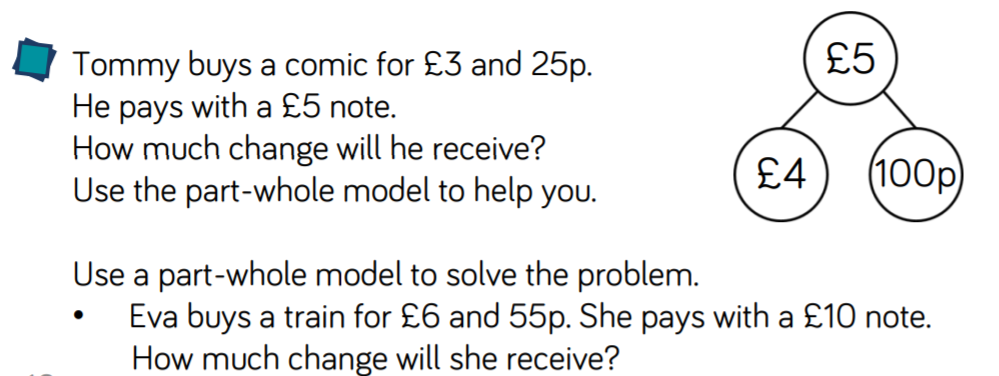 Tommy buys a comic for £3 and 25p.
He pays with a £5 note.
How much change will he receive?
Use the part-whole model to help you.
£5
£4
100p
Use a part-whole model to solve the problem.
• Eva buys a train for £6 and 55p. She pays with a £10 note.
How much change will she receive?